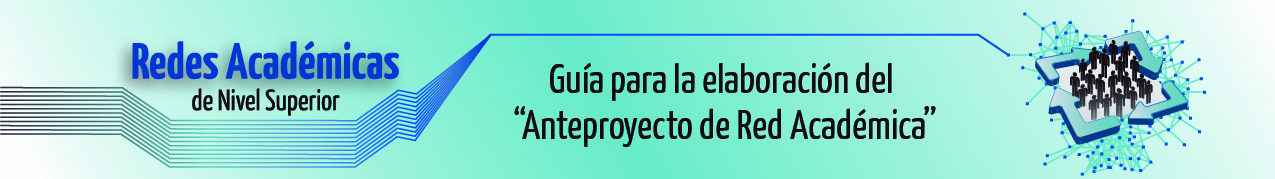 Redes Académicas
de Nivel Superior
Guía para la elaboración del
“Anteproyecto de Red Académica”